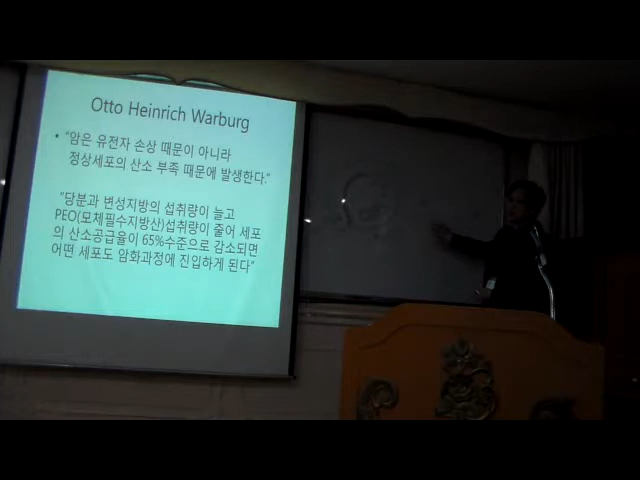 Otto Heinrich Warburg
• "암은 유전자 손상 때문이 아니라
정상세포의 산소 부족 때문에 발생한다."
"당분과 변성지방의 섭취량이 늘고
PEO(모체필수지방산)섭취량이 줄어 세포
의 산소공급율이 65%수준으로 감소되면
어떤 세포도 암화과정에 진입하게 된다"